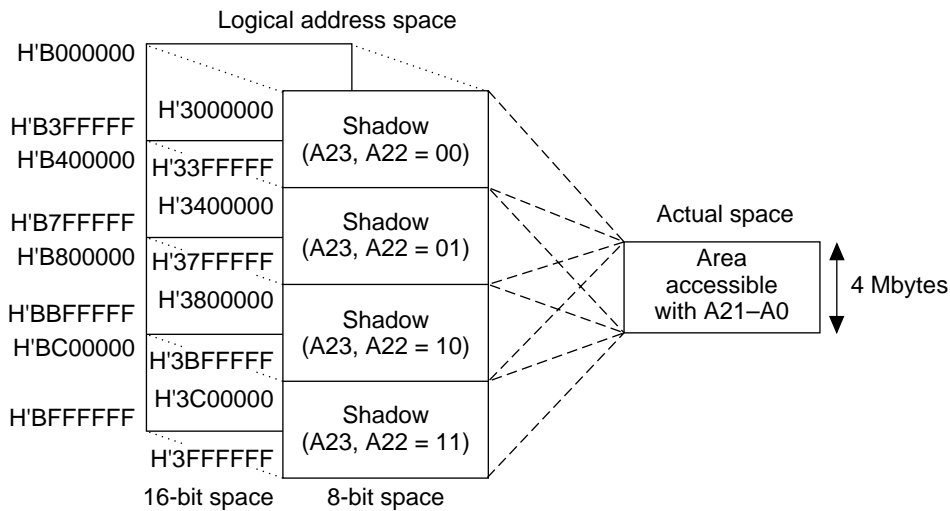 Logical address space
H'B000000
H'3000000
Shadow
(A23, A22 = 00)
H'B3FFFFF
H'B400000
H'33FFFFF
H'3400000
Shadow
(A23, A22 = 01)
H'B7FFFFF
H'B800000
H'37FFFFF
H'3800000
Shadow
(A23, A22 = 10)
H'BBFFFFF
H'BC00000
H'3BFFFFF
H'3C00000
Shadow
(A23, A22 = 11)
H'BFFFFFF
H'3FFFFFF
16-bit space
8-bit space
Actual space
Area
accessible
with A21–A0
4 Mbytes